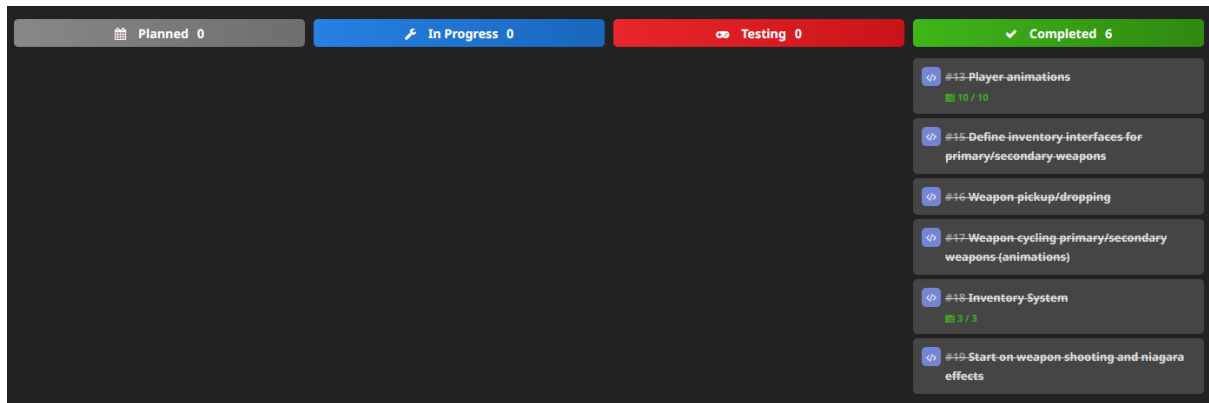 Planned 0
In Progress 0
Testing 0
Completed 6
#13 Player animations
10 / 10
#15 Define inventory interfaces for
primary/secondary weapons
#16 Weapon pickup/dropping
#17 Weapon cycling primary/secondary
weapons (animations)
#18 Inventory System
3 / 3
#19 Start on weapon shooting and niagara
effects